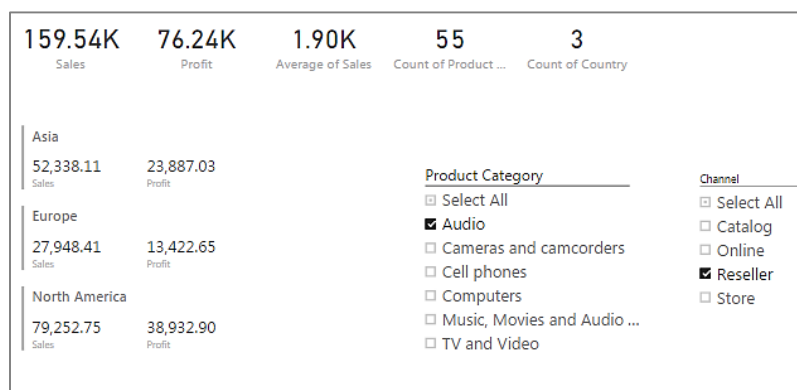 159.54K 76.24K 1.90K 55 3
Sales Profit Average of Sales Count of Product ... Count of Country
Asia
52,338.11 23,887.03
Sales Profit
Europe
27,948.41 13,422.65
Sales Profit
North America
79,252.75 38,932.90
Sales Profit
Product Category
Select All
Audio
Cameras and camcorders
Cell phones
Computers
Music, Movies and Audio ...
TV and Video
Channel
Select All
Catalog
Online
Reseller
Store